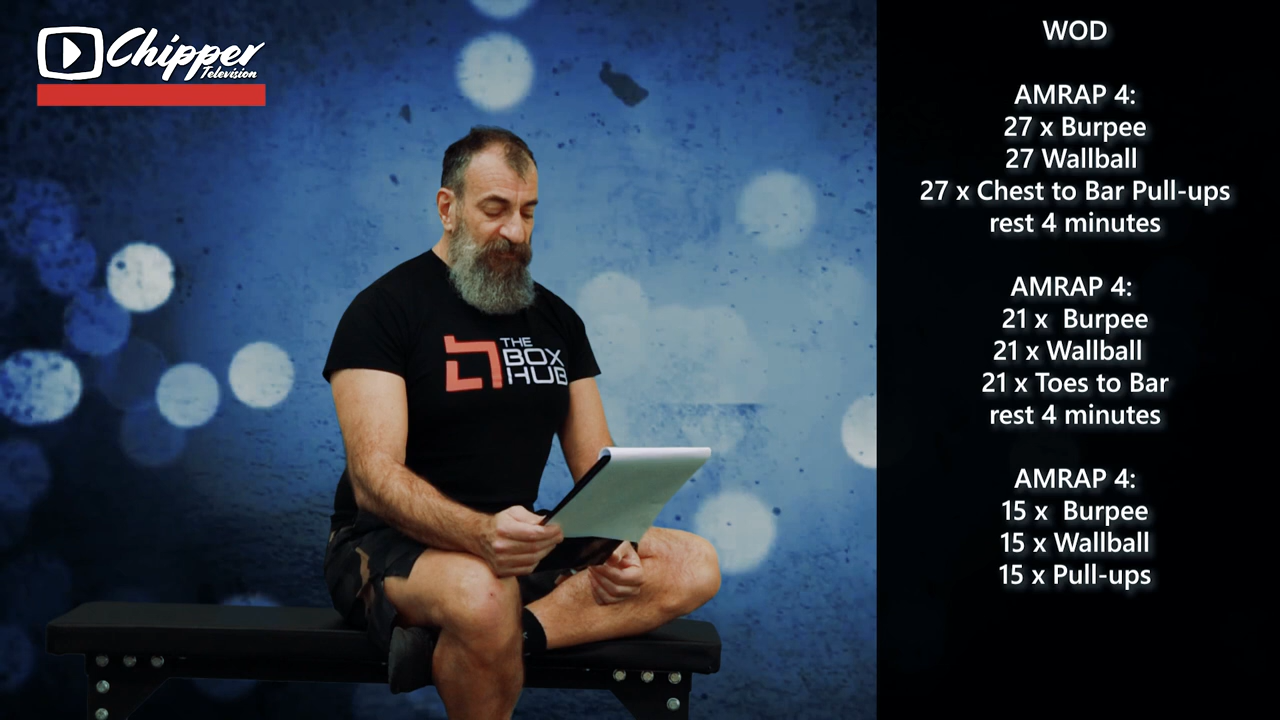 Chipper
Television
THE
BOX
HUB
WOD
AMRAP 4:
27 x Burpee
27 Wallball
27 x Chest to Bar Pull-ups
rest 4 minutes
AMRAP 4:
21 x Burpee
21 x Wallball
21 x Toes to Bar
rest 4 minutes
AMRAP 4:
15 x Burpee
15 x Wallball
15 x Pull-ups